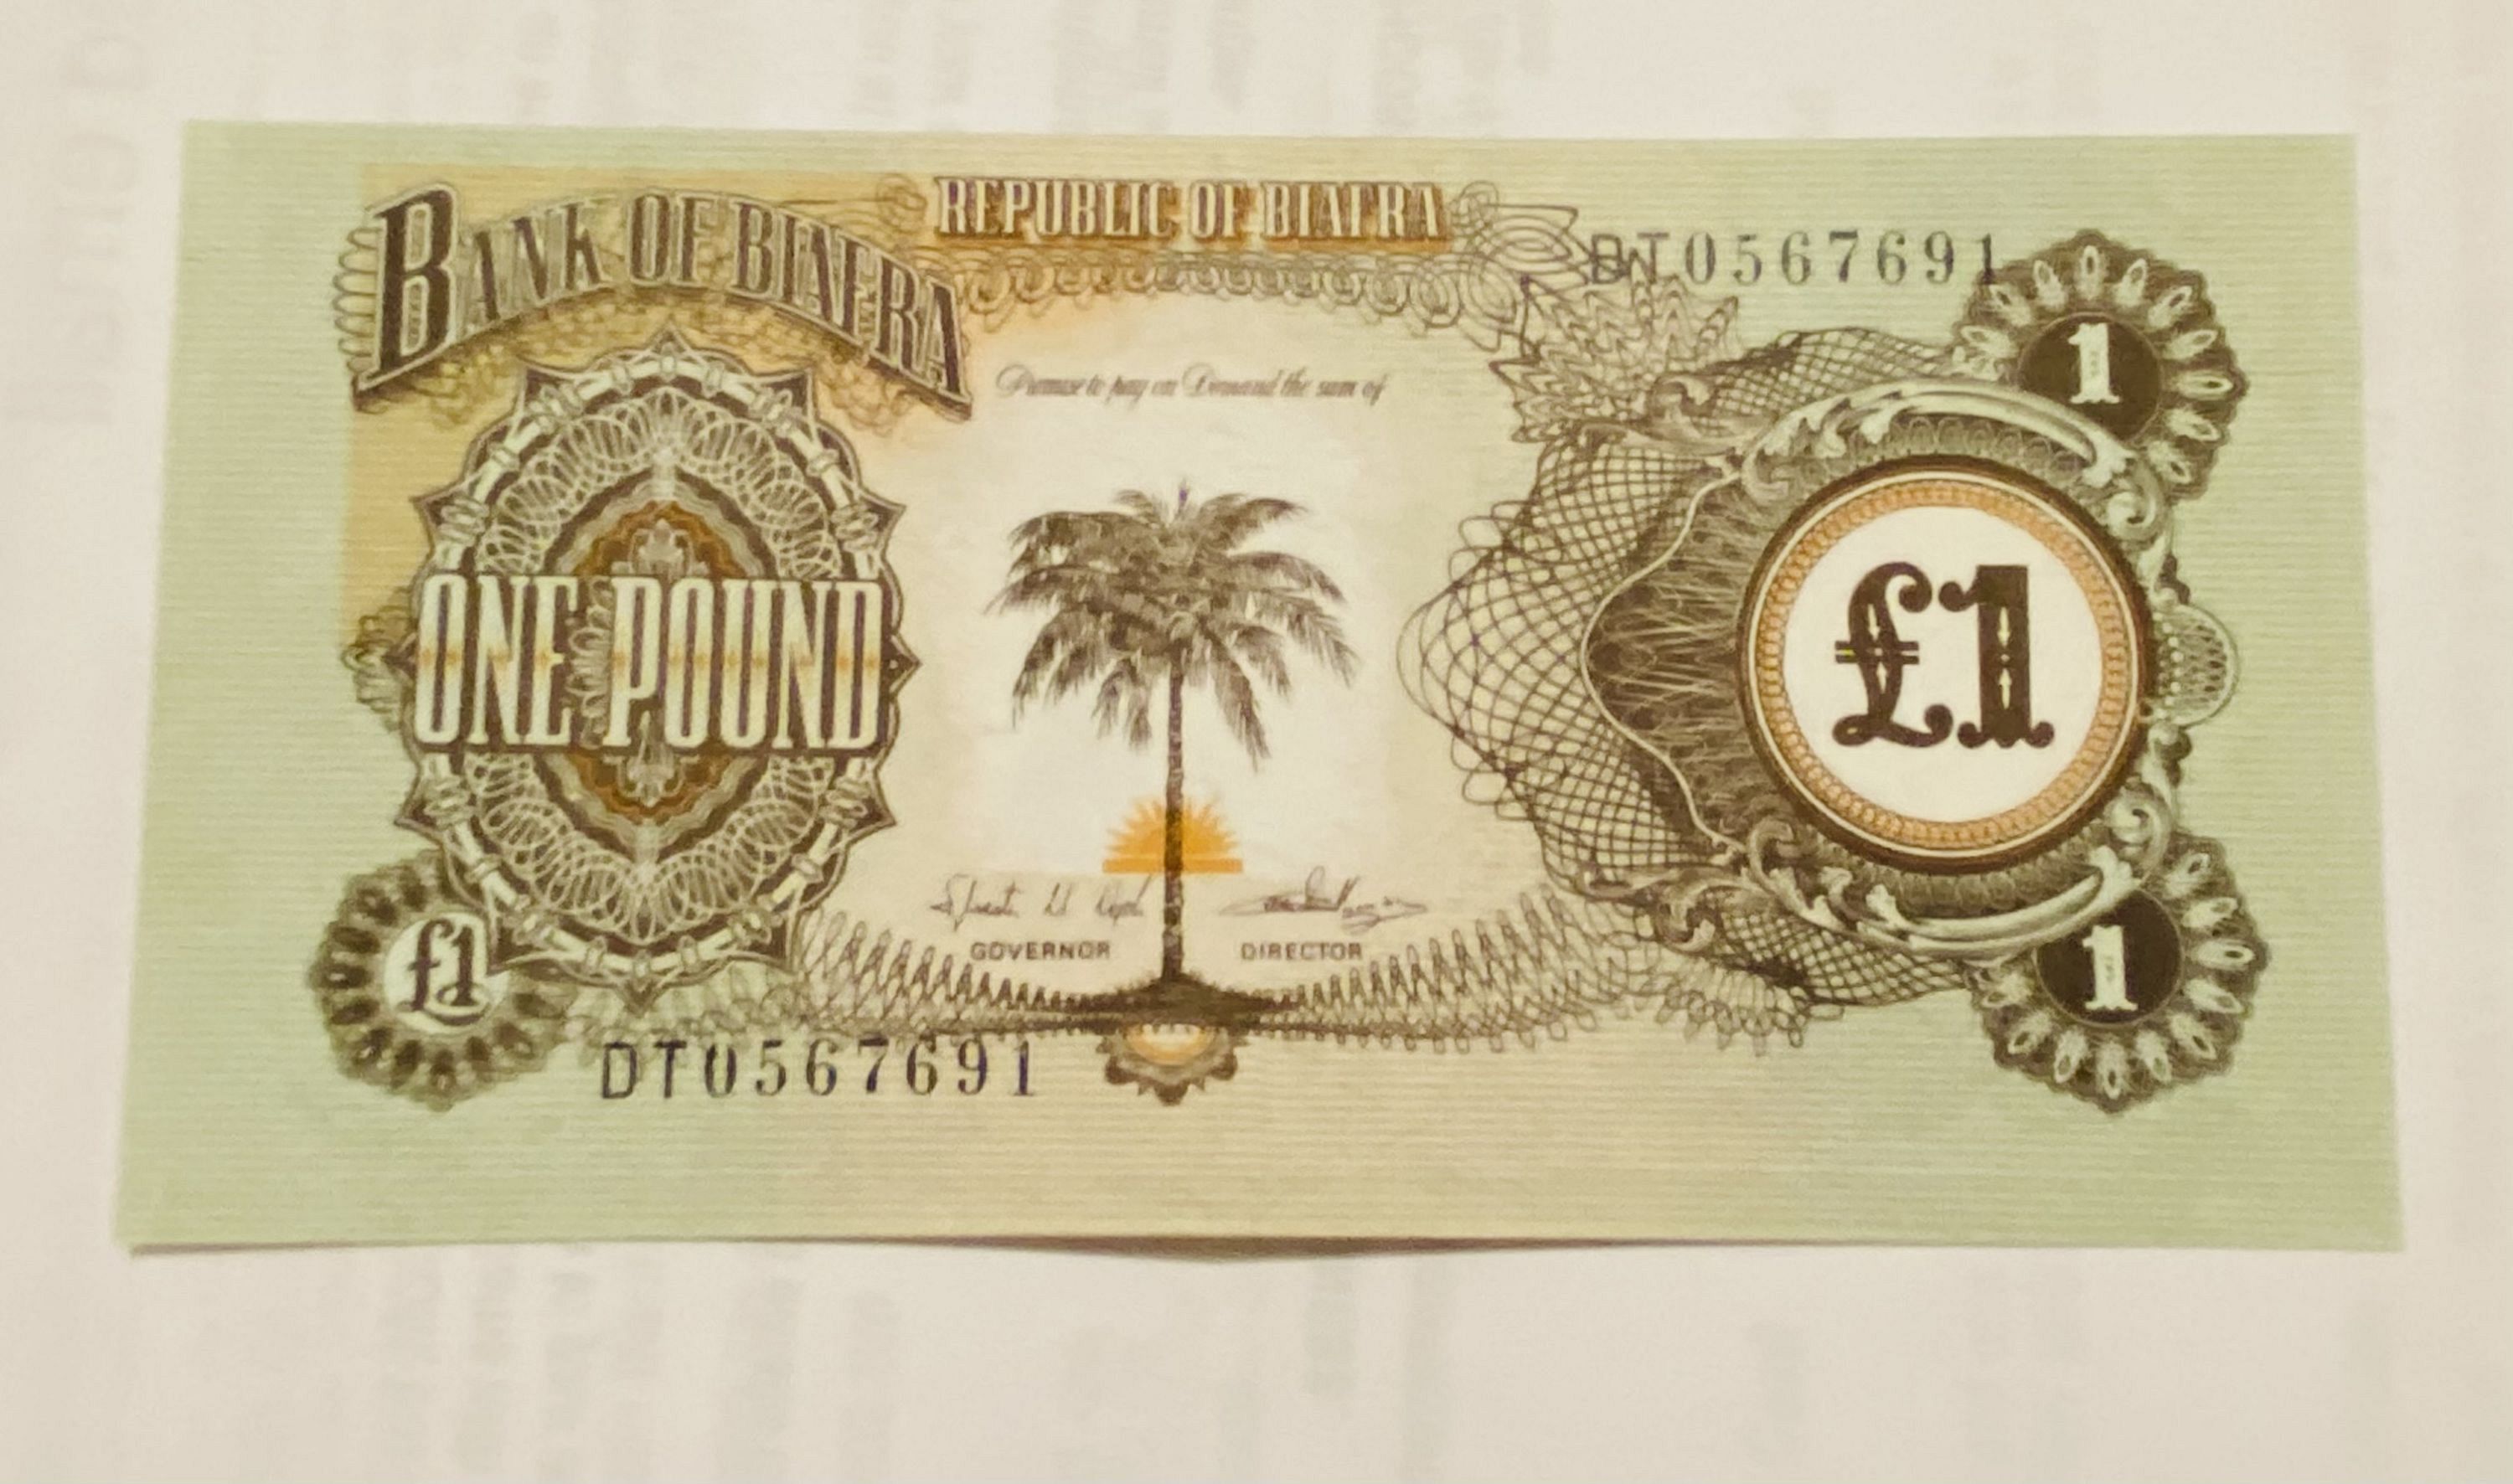 REPUBLIC OF BIAFRA
BANK OF BIAFRA
DT0567691
1
Promise to pay on Demand the sum of
ONE POUND
£1
GOVERNOR
DIRECTOR
£1
1
DT0567691